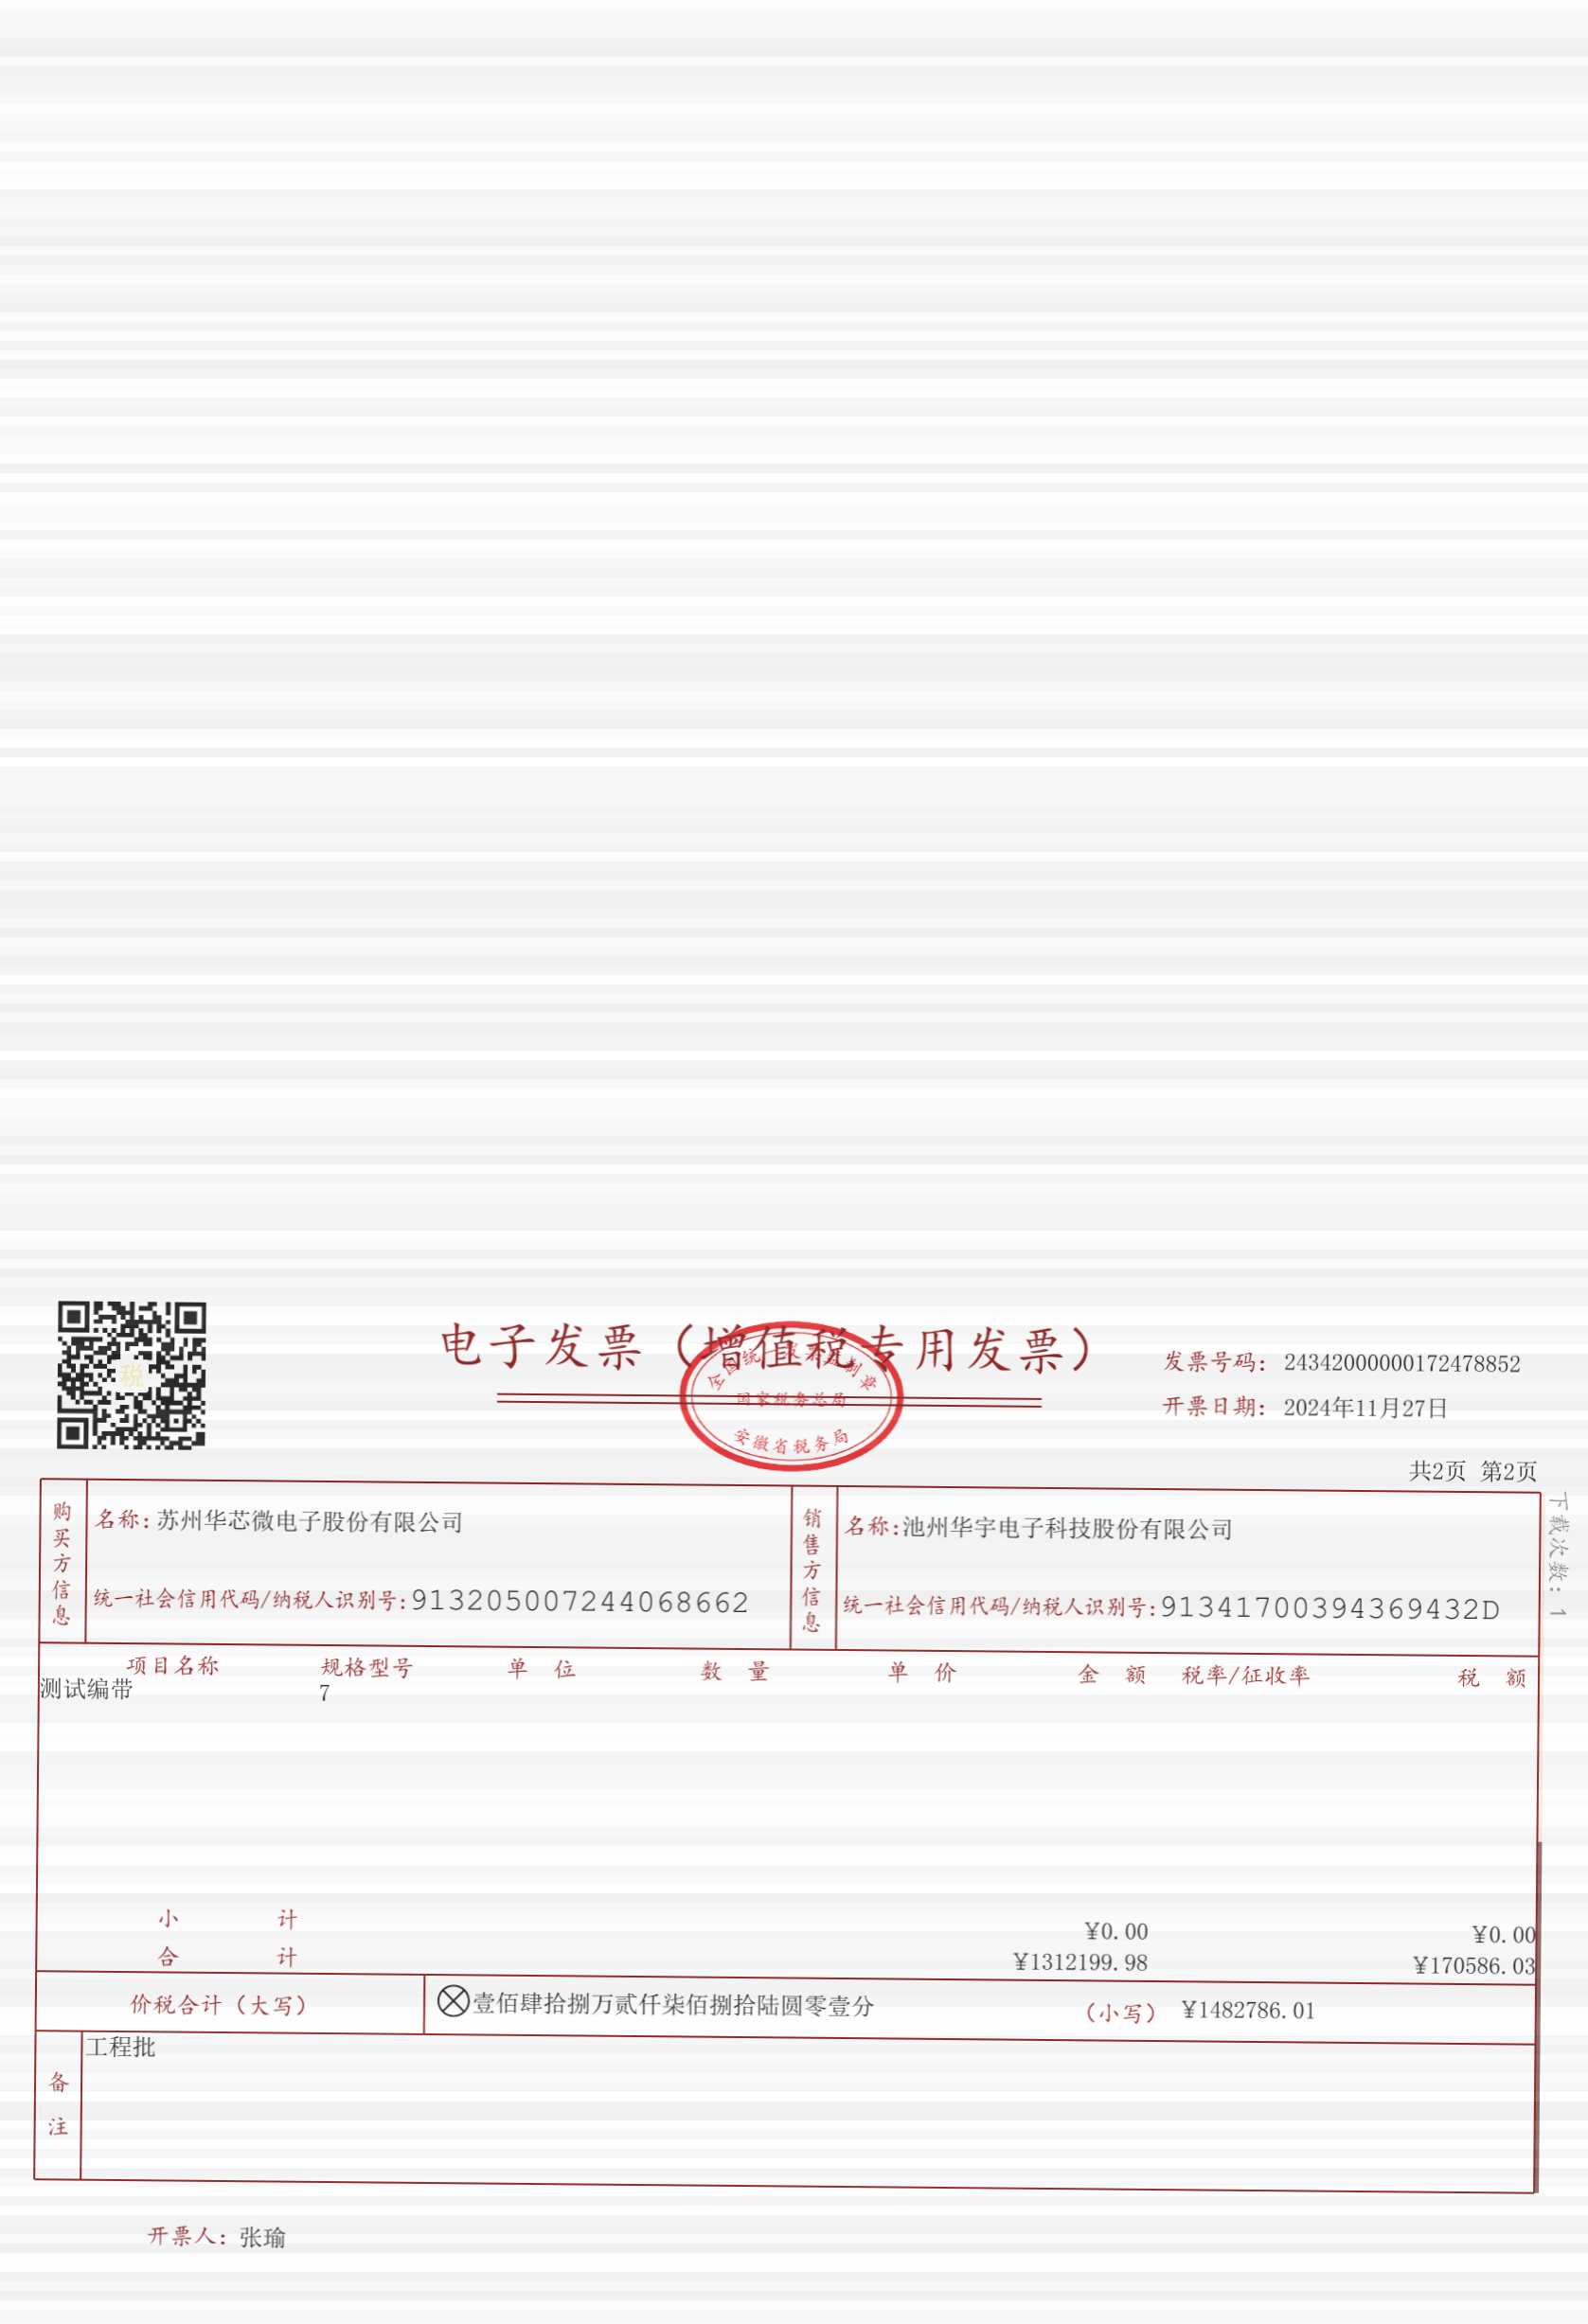 电子发票（增值税专用发票）
全国统一发票监制章
国家税务总局
安徽省税务局
税
发票号码：24342000000172478852
开票日期：2024年11月27日
共2页 第2页
下载次数：1
购买方信息
名称：苏州华芯微电子股份有限公司
统一社会信用代码/纳税人识别号：913205007244068662
销售方信息
名称：池州华宇电子科技股份有限公司
统一社会信用代码/纳税人识别号：91341700394369432D
项目名称 规格型号 单位 数量 单价 金额 税率/征收率 税额
测试编带 7
小计 ¥0.00 ¥0.00
合计 ¥1312199.98 ¥170586.03
价税合计（大写） 壹佰肆拾捌万贰仟柒佰捌拾陆圆零壹分 （小写） ¥1482786.01
备注
工程批
开票人：张瑜